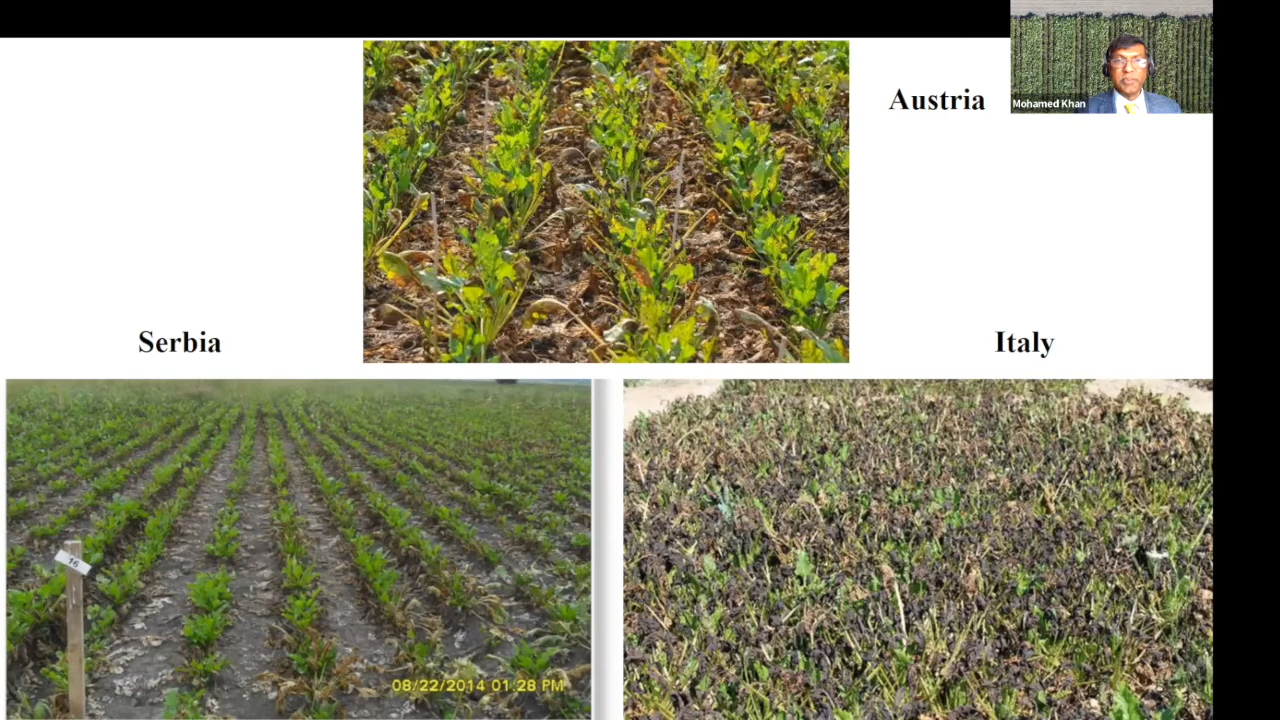 Austria
Mohamed Khan
Serbia
Italy
16
08/22/2014 01:28 PM